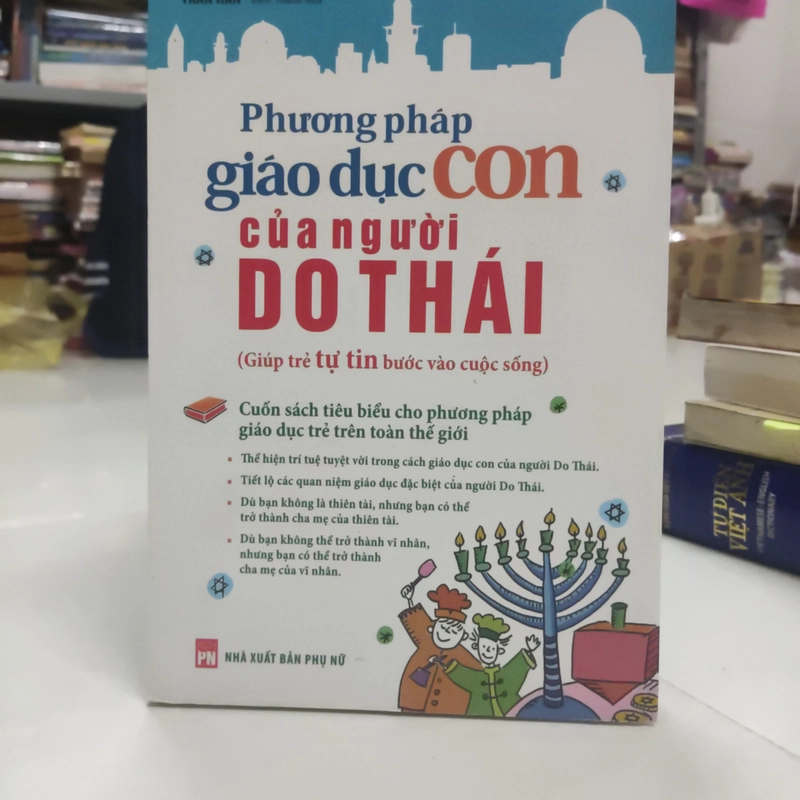 TRẦN HÂN
Phương pháp
giáo dục con
của người
DO THÁI
(Giúp trẻ tự tin bước vào cuộc sống)
Cuốn sách tiêu biểu cho phương pháp
giáo dục trẻ trên toàn thế giới
Thể hiện trí tuệ tuyệt vời trong cách giáo dục con của người Do Thái.
Tiết lộ các quan niệm giáo dục đặc biệt của người Do Thái.
Dù bạn không là thiên tài, nhưng bạn có thể
trở thành cha mẹ của thiên tài.
Dù bạn không thể trở thành vĩ nhân,
nhưng bạn có thể trở thành
cha mẹ của vĩ nhân.
PN NHÀ XUẤT BẢN PHỤ NỮ
TỪ ĐIỂN
VIỆT ANH
VIETNAMESE-ENGLISH
DICTIONARY